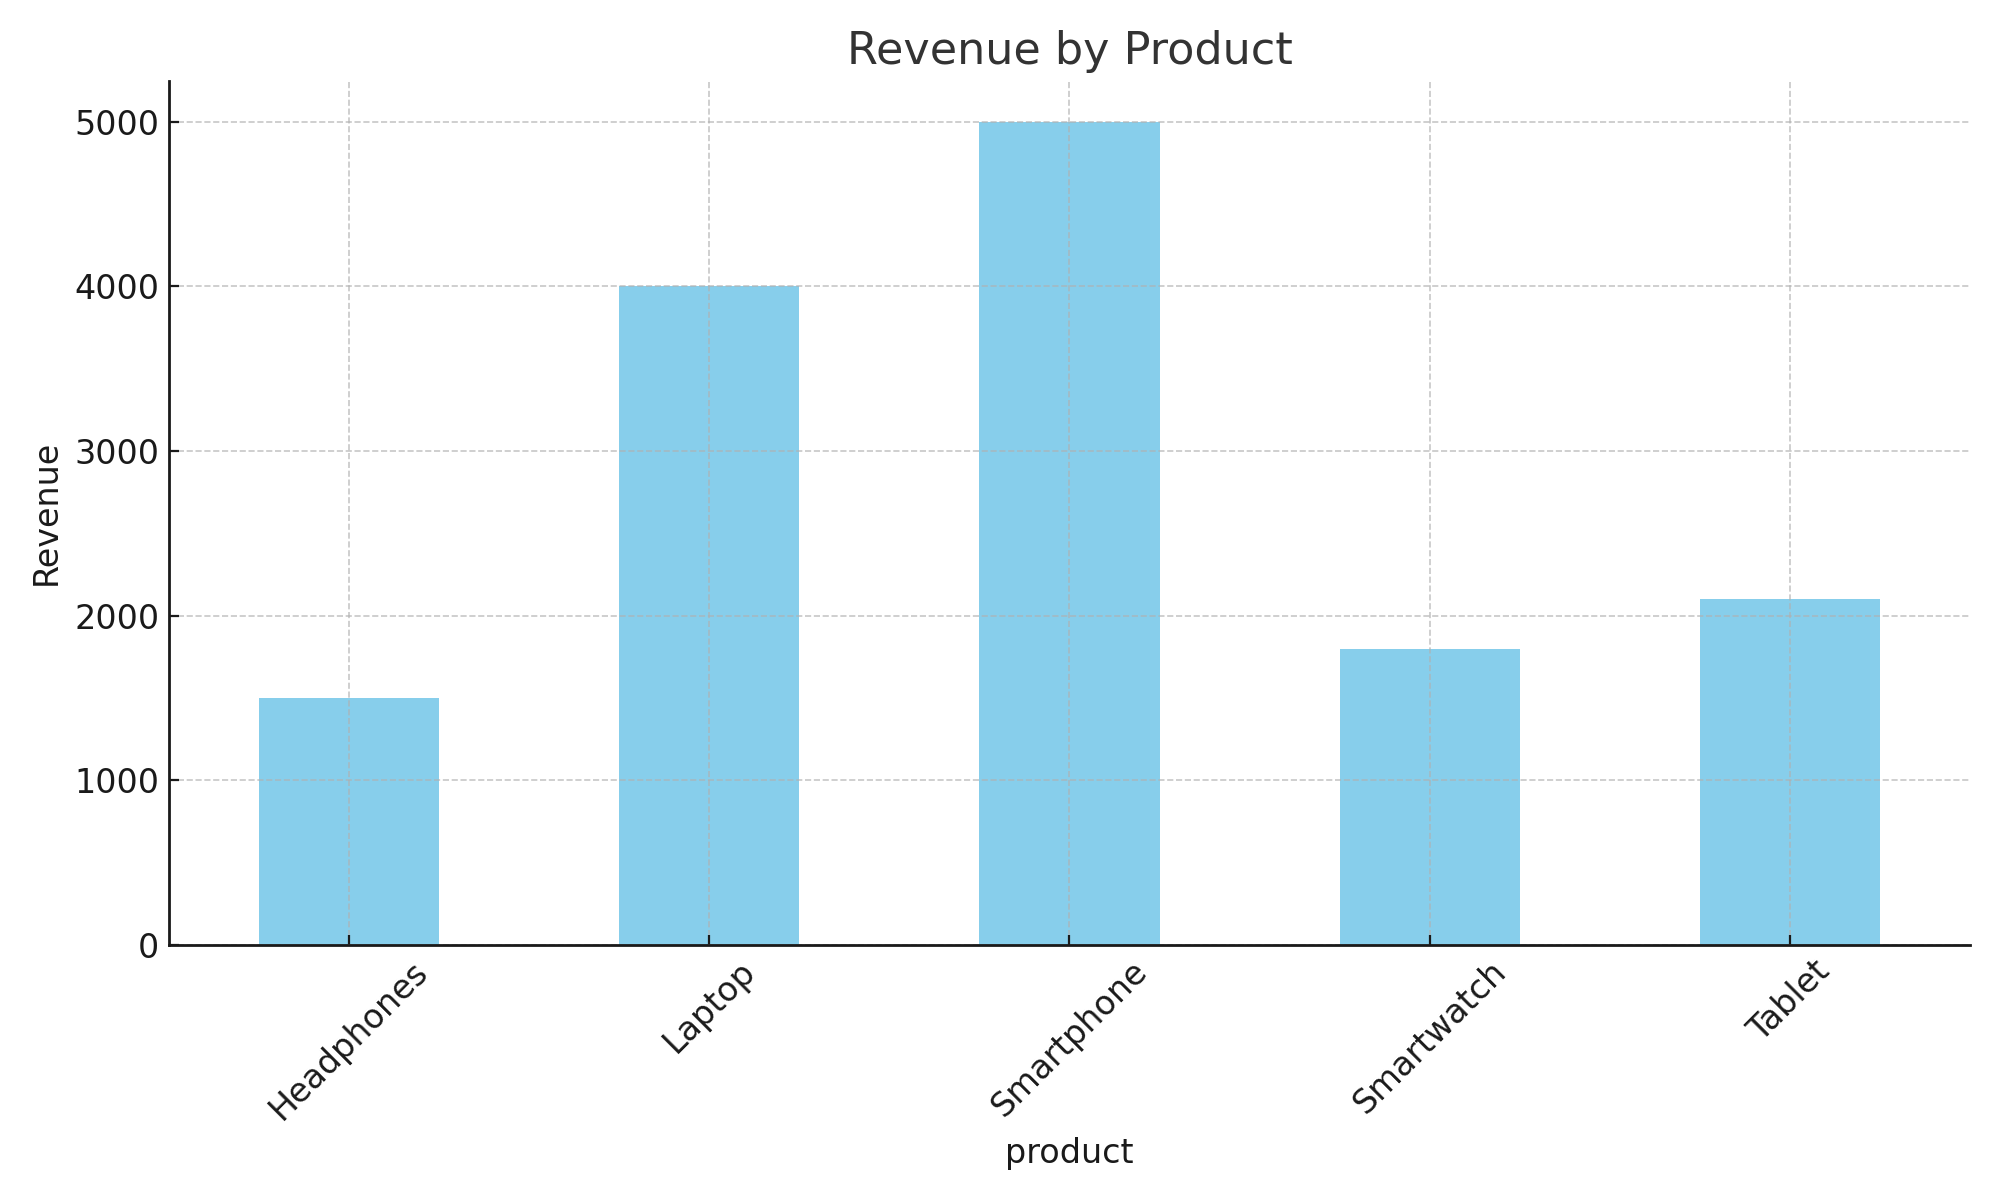 Revenue by Product
Revenue
5000
4000
3000
2000
1000
0
Headphones
Laptop
Smartphone
Smartwatch
Tablet
product